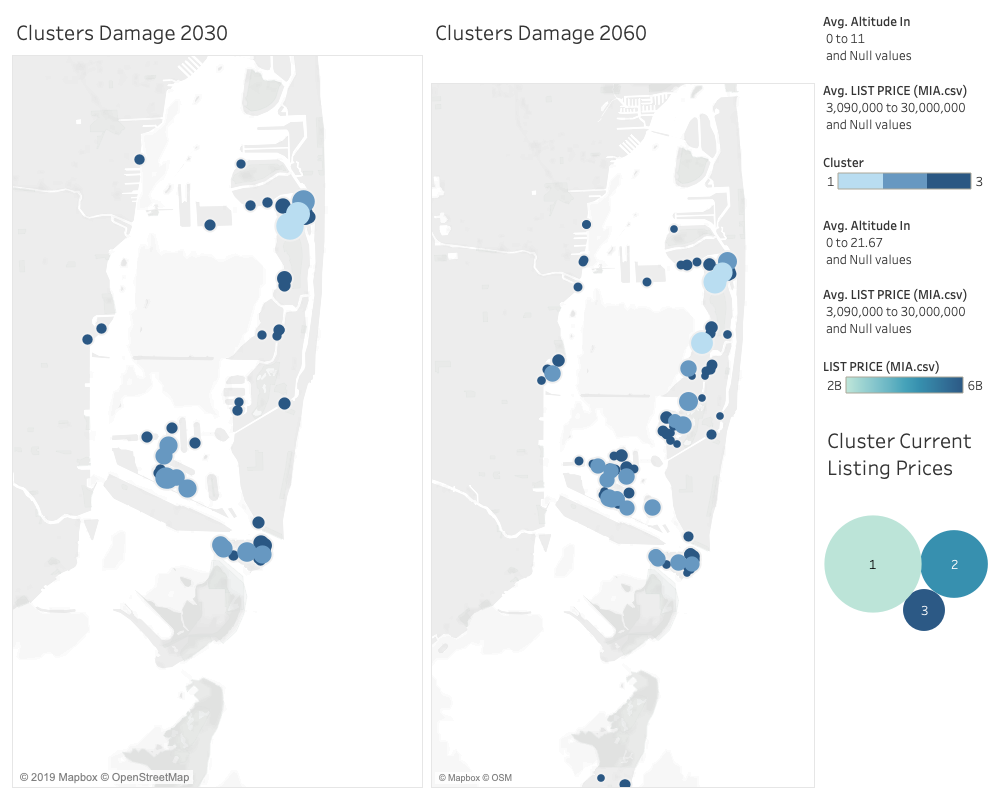 Clusters Damage 2030
© 2019 Mapbox © OpenStreetMap
Clusters Damage 2060
© Mapbox © OSM
Avg. Altitude In
0 to 11
and Null values
Avg. LIST PRICE (MIA.csv)
3,090,000 to 30,000,000
and Null values
Cluster
1 3
Avg. Altitude In
0 to 21.67
and Null values
Avg. LIST PRICE (MIA.csv)
3,090,000 to 30,000,000
and Null values
LIST PRICE (MIA.csv)
2B 6B
Cluster Current
Listing Prices
1 2
3